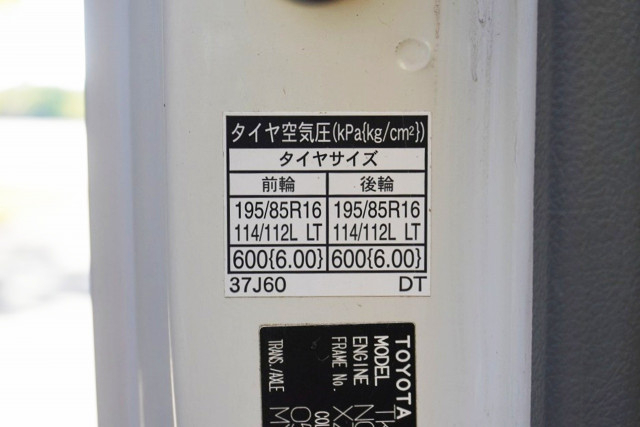 タイヤ空気圧(kPa{kg/cm²})
タイヤサイズ
前輪 後輪
195/85R16 195/85R16
114/112L LT 114/112L LT
600{6.00} 600{6.00}
37J60 DT
TOYOTA
MODEL
ENGINE
FRAME No.
TRANS./AXLE